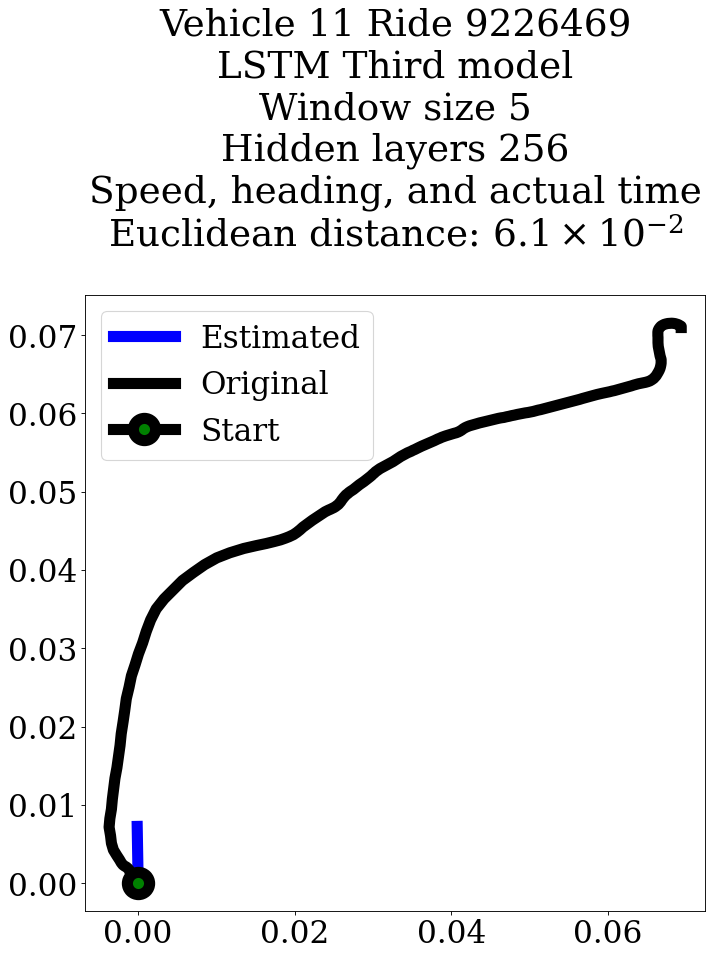 Vehicle 11 Ride 9226469
LSTM Third model
Window size 5
Hidden layers 256
Speed, heading, and actual time
Euclidean distance: 6.1 × 10⁻²
Estimated
Original
Start
0.07
0.06
0.05
0.04
0.03
0.02
0.01
0.00
0.00 0.02 0.04 0.06